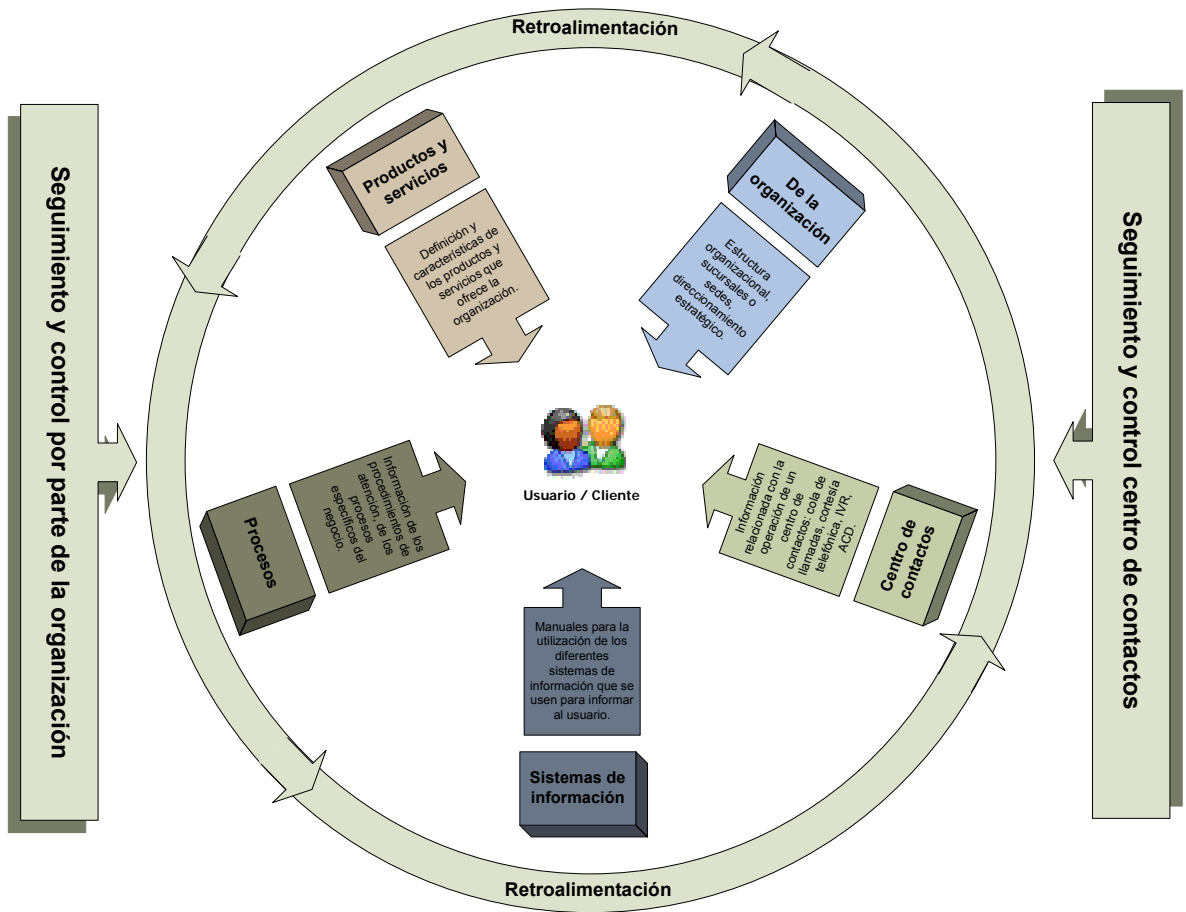 Retroalimentación
Seguimiento y control por parte de la organización
Productos y
servicios
Definición y
características de
los productos y
servicios que
ofrece la
organización.
De la
organización
Estructura
organizacional,
sucursales o
sedes,
direccionamiento
estratégico.
Seguimiento y control centro de contactos
Usuario / Cliente
Procesos
Información de los
procedimientos de
atención, de los
procesos
específicos del
negocio.
Información
relacionada con la
operación de un
centro de
contactos: cola de
llamadas, cortesía
telefónica, IVR,
ACD.
Centro de
contactos
Manuales para la
utilización de los
diferentes
sistemas de
información que se
usen para informar
al usuario.
Sistemas de
información
Retroalimentación